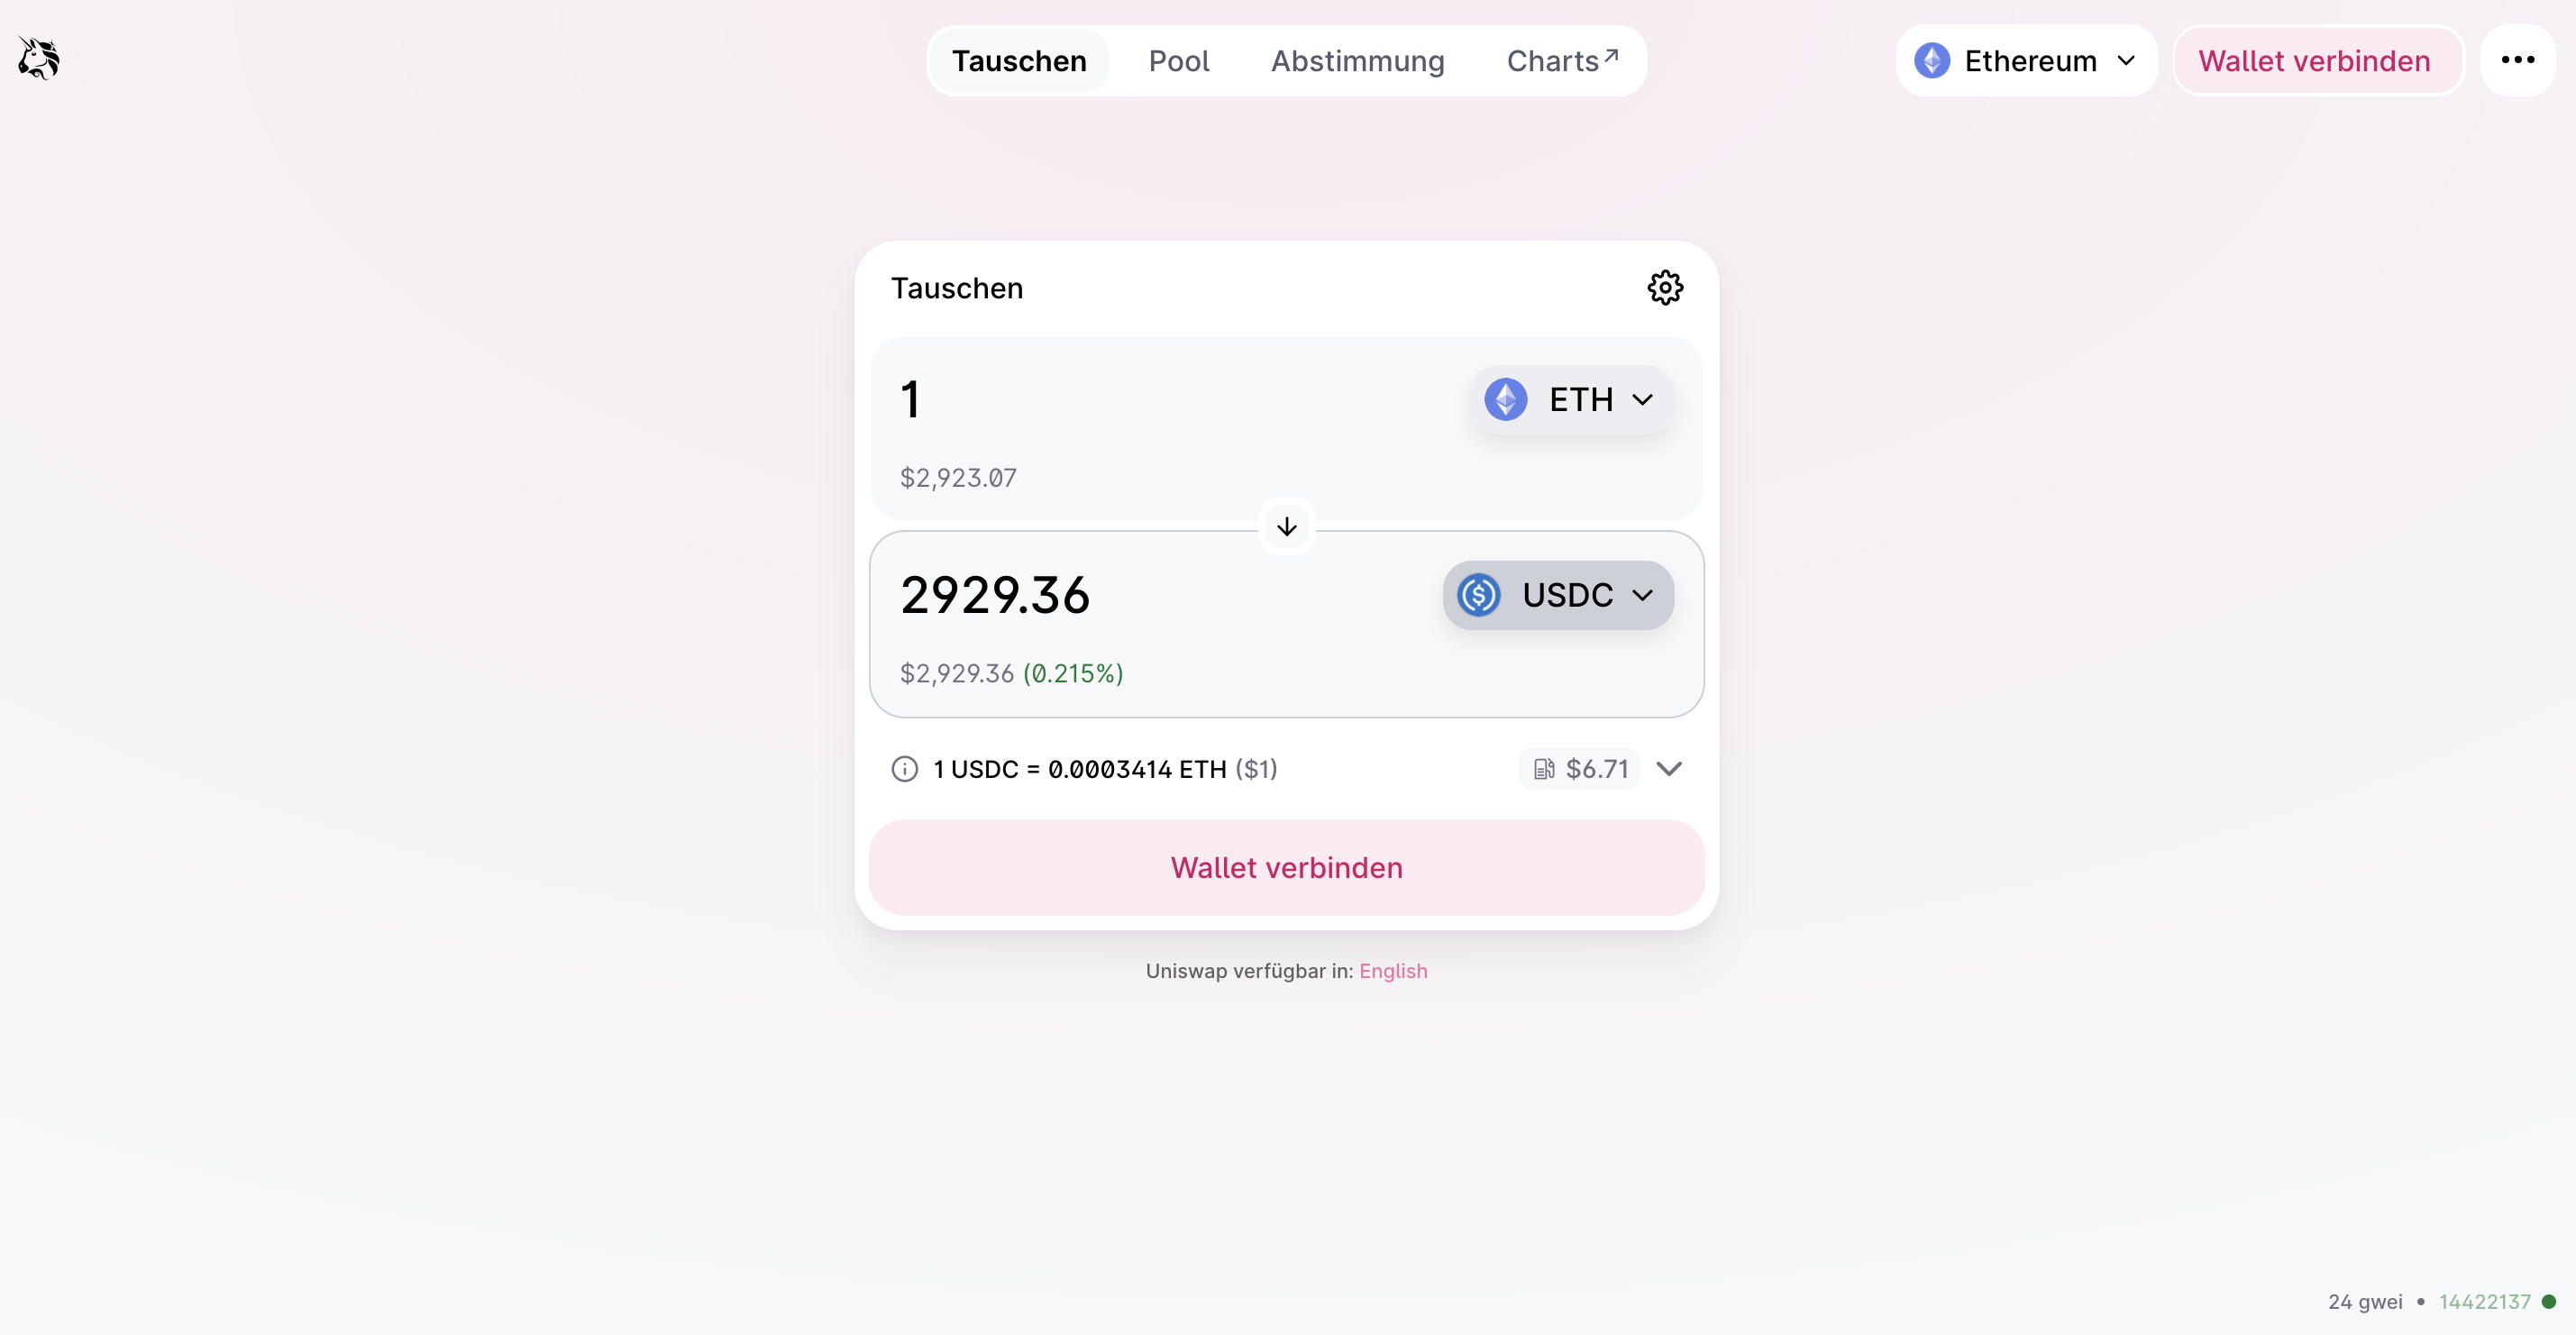 Tauschen Pool Abstimmung Charts↗ Ethereum Wallet verbinden
Tauschen
1 ETH
$2,923.07
2929.36 USDC
$2,929.36 (0.215%)
1 USDC = 0.0003414 ETH ($1) $6.71
Wallet verbinden
Uniswap verfügbar in: English
24 gwei • 14422137